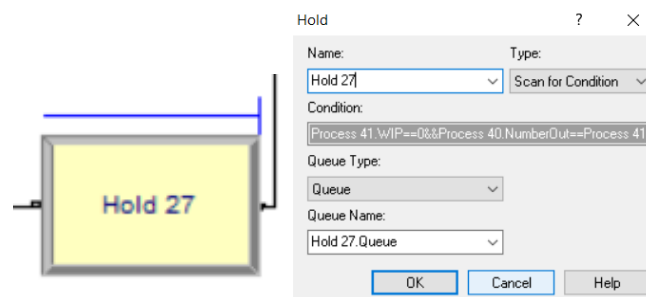 Hold 27
Hold
Name:
Type:
Hold 27
Scan for Condition
Condition:
Process 41.WIP==0&&Process 40.NumberOut==Process 41
Queue Type:
Queue
Queue Name:
Hold 27.Queue
OK
Cancel
Help